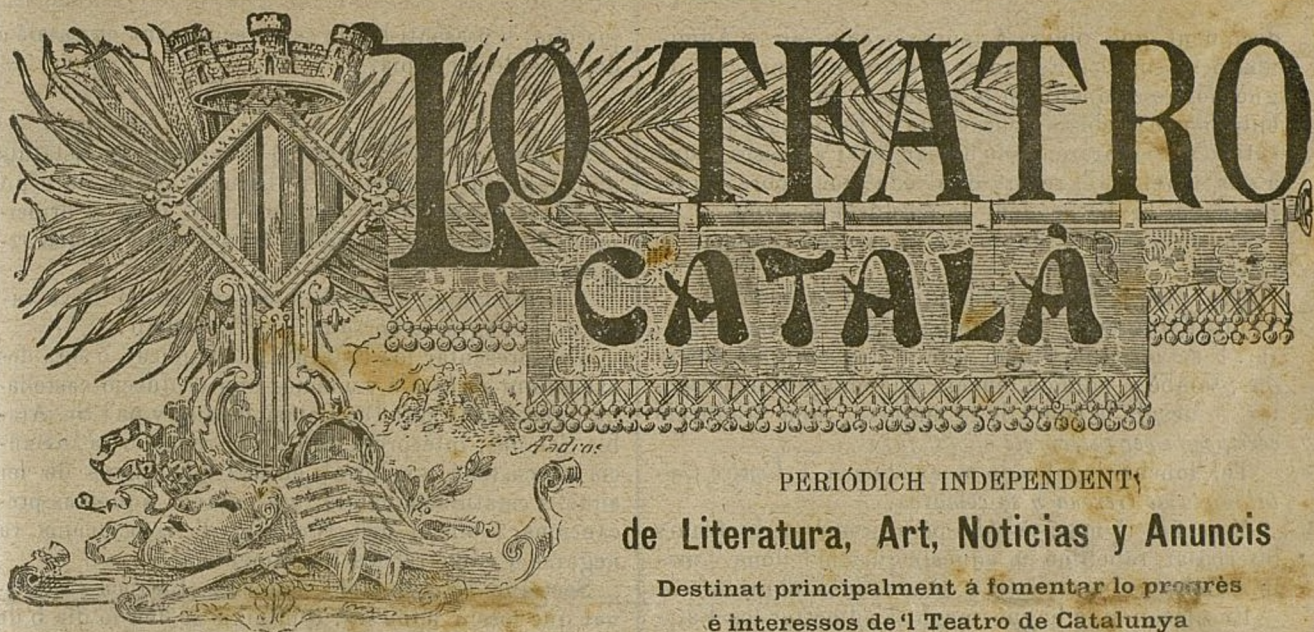 LO TEATRO
CATALÀ
PERIÓDICH INDEPENDENT
de Literatura, Art, Noticias y Anuncis
Destinat principalment á fomentar lo progrès
é interessos de 'l Teatro de Catalunya